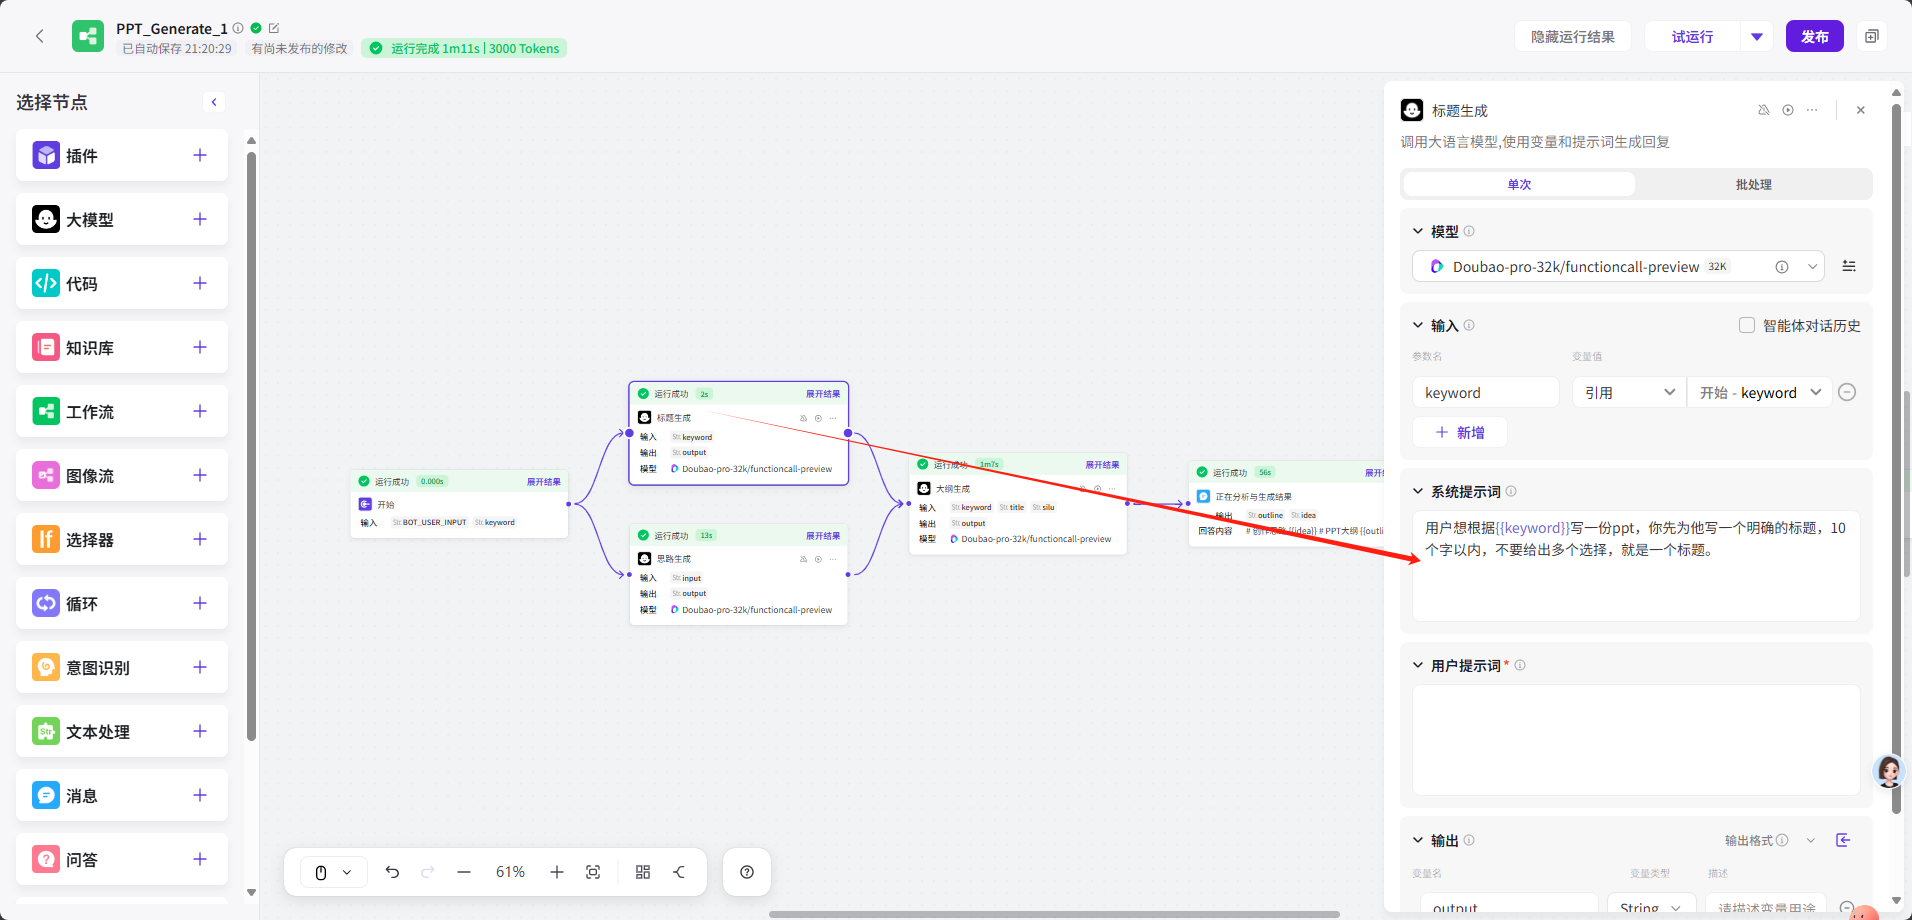 PPT_Generate_1
已自动保存 21:20:29
有尚未发布的修改
运行完成 1m11s | 3000 Tokens
隐藏运行结果
试运行
发布
选择节点
插件
大模型
代码
知识库
工作流
图像流
选择器
循环
意图识别
文本处理
消息
问答
运行成功 0.000s 展开结果
开始
输入 Str. BOT_USER_INPUT Str. keyword
运行成功 2s 展开结果
标题生成
输入 Str. keyword
输出 Str. output
模型 Doubao-pro-32k/functioncall-preview
运行成功 13s 展开结果
思路生成
输入 Str. input
输出 Str. output
模型 Doubao-pro-32k/functioncall-preview
运行成功 1m7s 展开结果
大纲生成
输入 Str. keyword Str. title Str. silu
输出 Str. output
模型 Doubao-pro-32k/functioncall-preview
运行成功 56s
正在分析与生成结果
输出 Str. outline Str. idea
回答内容 {{idea}} # PPT大纲
61%
标题生成
调用大语言模型,使用变量和提示词生成回复
单次
批处理
模型
Doubao-pro-32k/functioncall-preview 32K
输入
智能体对话历史
参数名 变量值
keyword 引用 开始 - keyword
新增
系统提示词
用户想根据{{keyword}}写一份ppt，你先为他写一个明确的标题，10
个字以内，不要给出多个选择，就是一个标题。
用户提示词*
输出
输出格式
变量名 变量类型 描述
output String 请描述变量用途